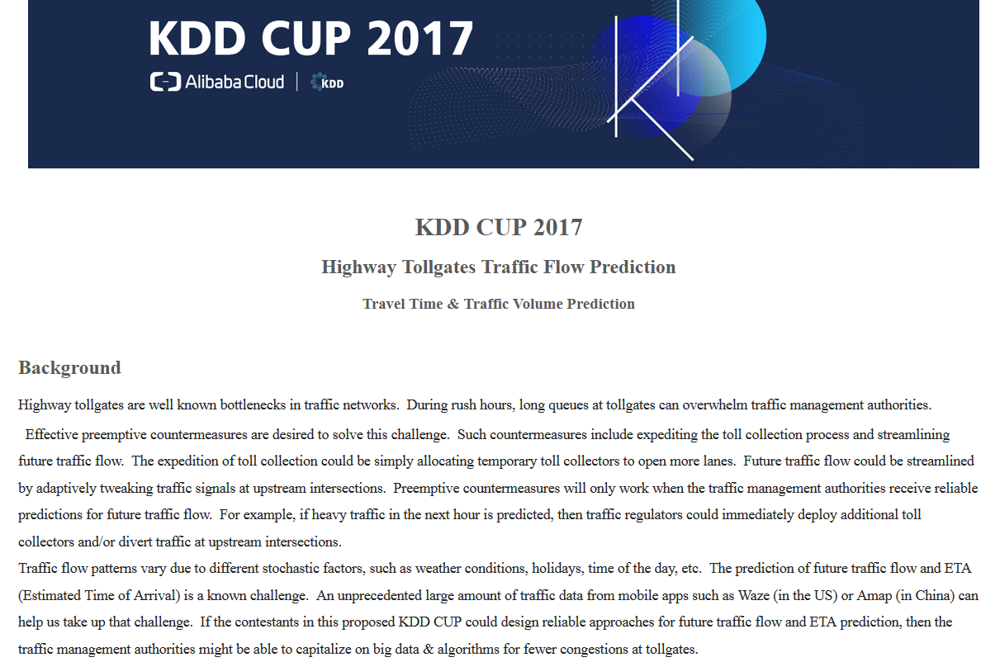 KDD CUP 2017
Alibaba Cloud | KDD
KDD CUP 2017
Highway Tollgates Traffic Flow Prediction
Travel Time & Traffic Volume Prediction
Background
Highway tollgates are well known bottlenecks in traffic networks.  During rush hours, long queues at tollgates can overwhelm traffic management authorities.
Effective preemptive countermeasures are desired to solve this challenge.  Such countermeasures include expediting the toll collection process and streamlining
future traffic flow.  The expedition of toll collection could be simply allocating temporary toll collectors to open more lanes.  Future traffic flow could be streamlined
by adaptively tweaking traffic signals at upstream intersections.  Preemptive countermeasures will only work when the traffic management authorities receive reliable
predictions for future traffic flow.  For example, if heavy traffic in the next hour is predicted, then traffic regulators could immediately deploy additional toll
collectors and/or divert traffic at upstream intersections.
Traffic flow patterns vary due to different stochastic factors, such as weather conditions, holidays, time of the day, etc.  The prediction of future traffic flow and ETA
(Estimated Time of Arrival) is a known challenge.  An unprecedented large amount of traffic data from mobile apps such as Waze (in the US) or Amap (in China) can
help us take up that challenge.  If the contestants in this proposed KDD CUP could design reliable approaches for future traffic flow and ETA prediction, then the
traffic management authorities might be able to capitalize on big data & algorithms for fewer congestions at tollgates.